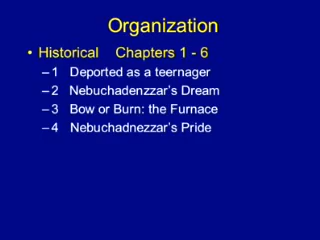 Organization
• Historical Chapters 1 - 6
– 1 Deported as a teernager
– 2 Nebuchadenzzar's Dream
– 3 Bow or Burn: the Furnace
– 4 Nebuchadnezzar's Pride